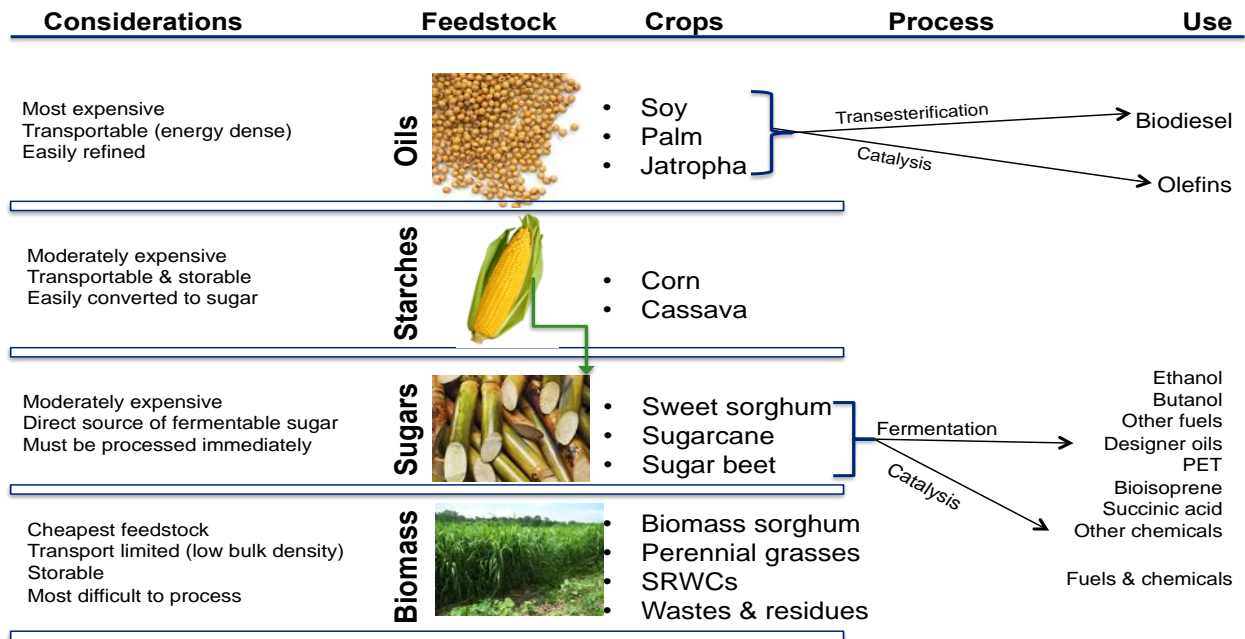 Considerations Feedstock Crops Process Use
Most expensive
Transportable (energy dense)
Easily refined
Oils
• Soy
• Palm
• Jatropha
Transesterification
Catalysis
Biodiesel
Olefins
Moderately expensive
Transportable & storable
Easily converted to sugar
Starches
• Corn
• Cassava
Moderately expensive
Direct source of fermentable sugar
Must be processed immediately
Sugars
• Sweet sorghum
• Sugarcane
• Sugar beet
Fermentation
Catalysis
Ethanol
Butanol
Other fuels
Designer oils
PET
Bioisoprene
Succinic acid
Other chemicals
Fuels & chemicals
Cheapest feedstock
Transport limited (low bulk density)
Storable
Most difficult to process
Biomass
• Biomass sorghum
• Perennial grasses
• SRWCs
• Wastes & residues